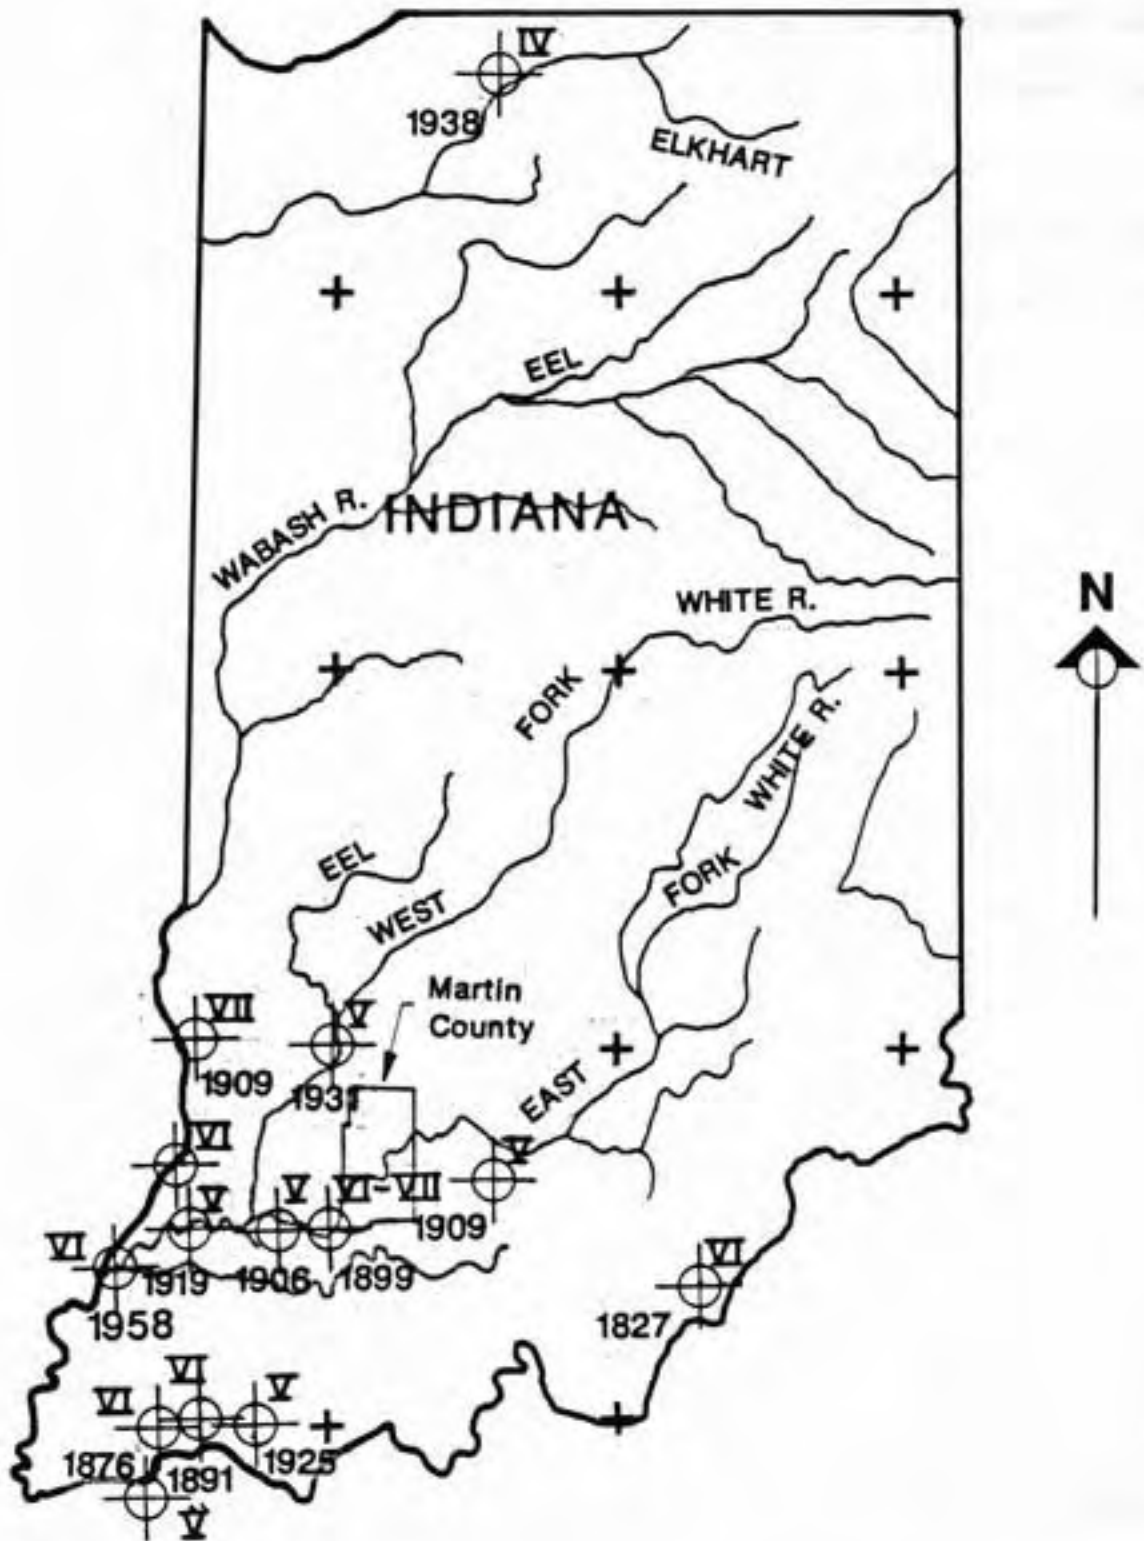 IV
1938
ELKHART
EEL
WABASH R.
INDIANA
WHITE R.
N
FORK
WHITE R.
EEL
FORK
WEST
Martin
County
VII
V
1909
1931
EAST
VI
V
V
V
VI-VII
1909
VI
VI
1919
1906
1899
1958
1827
VI
VI
V
1876
1891
1925
V